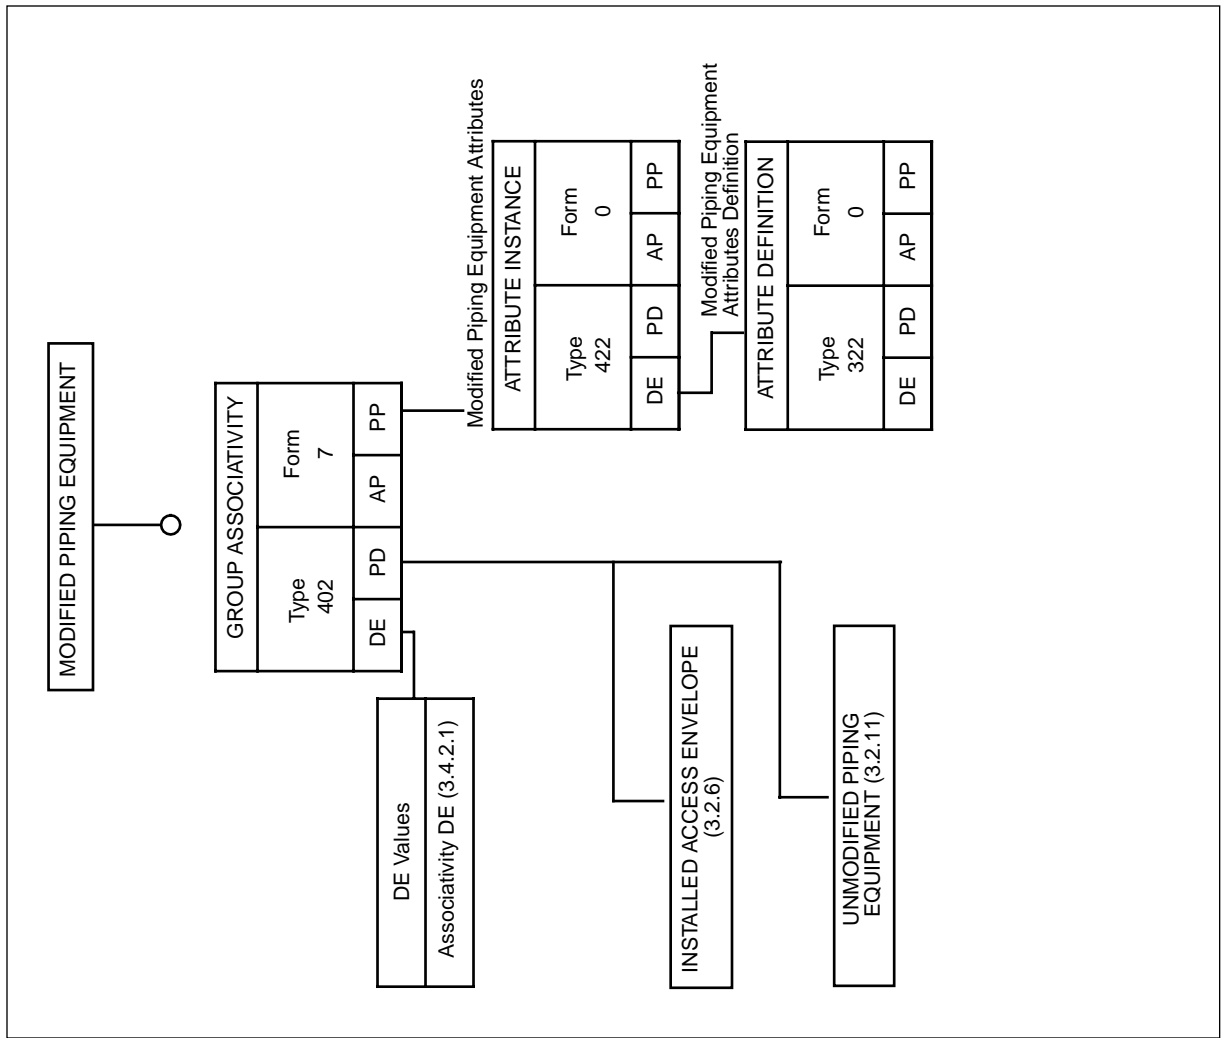 MODIFIED PIPING EQUIPMENT
GROUP ASSOCIATIVITY
Type
402
Form
7
DE
PD
AP
PP
DE Values
Associativity DE (3.4.2.1)
Modified Piping Equipment Attributes
ATTRIBUTE INSTANCE
Type
422
Form
0
DE
PD
AP
PP
Modified Piping Equipment
Attributes Definition
ATTRIBUTE DEFINITION
Type
322
Form
0
DE
PD
AP
PP
INSTALLED ACCESS ENVELOPE
(3.2.6)
UNMODIFIED PIPING
EQUIPMENT (3.2.11)